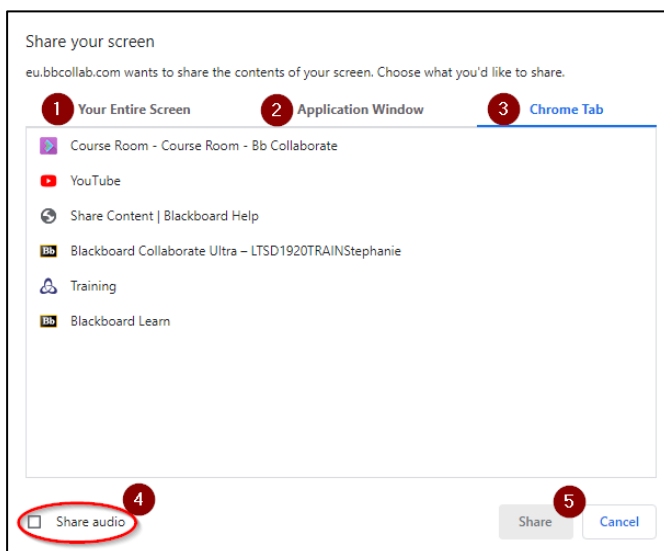 Share your screen
eu.bbcollab.com wants to share the contents of your screen. Choose what you'd like to share.
1 Your Entire Screen 2 Application Window 3 Chrome Tab
Course Room - Course Room - Bb Collaborate
YouTube
Share Content | Blackboard Help
Bb Blackboard Collaborate Ultra – LTSD1920TRAINStephanie
Training
Bb Blackboard Learn
4
Share audio
5
Share Cancel